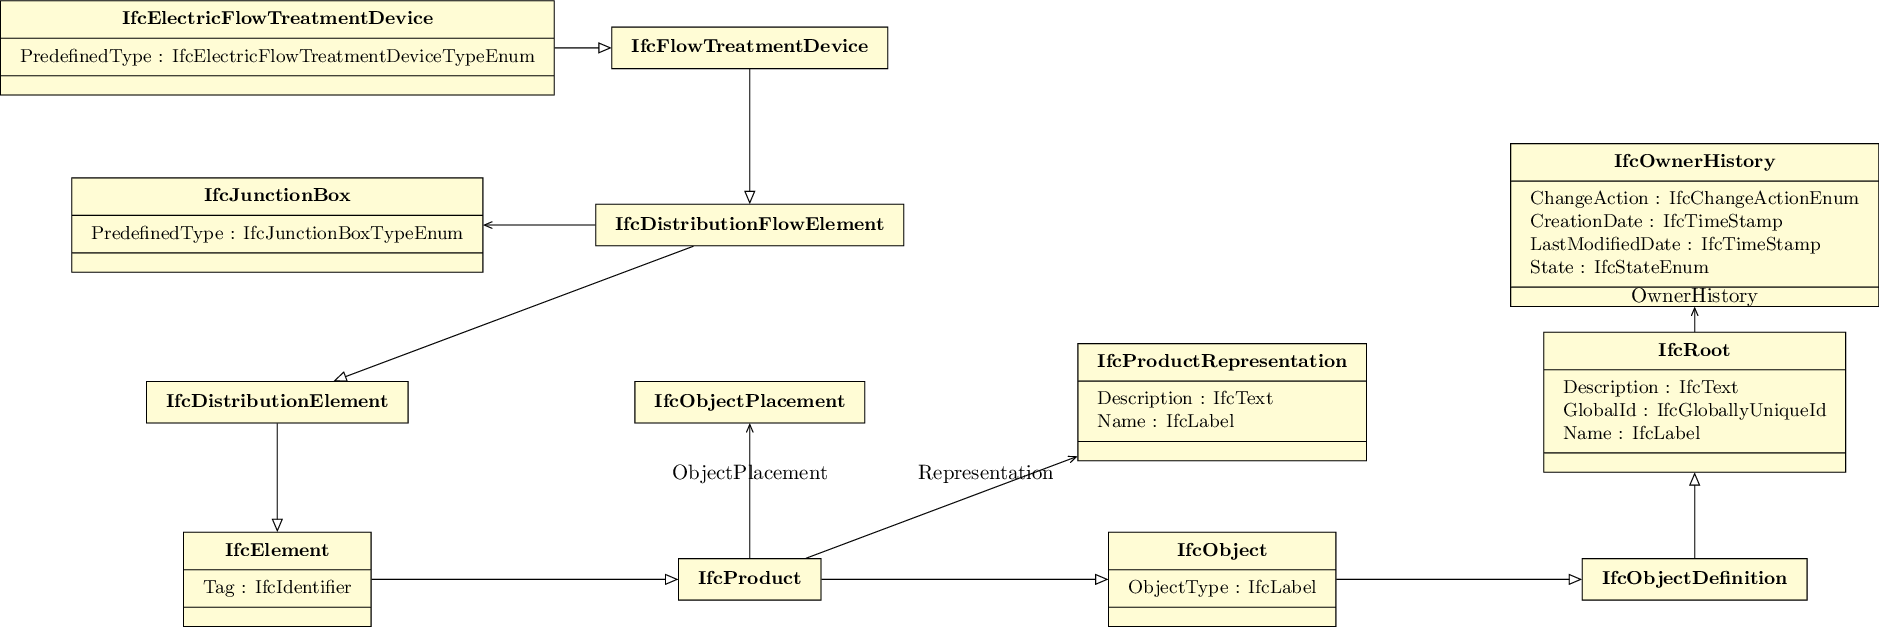 IfcElectricFlowTreatmentDevice
PredefinedType : IfcElectricFlowTreatmentDeviceTypeEnum
IfcFlowTreatmentDevice
IfcOwnerHistory
ChangeAction : IfcChangeActionEnum
CreationDate : IfcTimeStamp
LastModifiedDate : IfcTimeStamp
State : IfcStateEnum
OwnerHistory
IfcJunctionBox
PredefinedType : IfcJunctionBoxTypeEnum
IfcDistributionFlowElement
IfcRoot
Description : IfcText
GlobalId : IfcGloballyUniqueId
Name : IfcLabel
IfcProductRepresentation
Description : IfcText
Name : IfcLabel
IfcDistributionElement
IfcObjectPlacement
ObjectPlacement
Representation
IfcElement
Tag : IfcIdentifier
IfcProduct
IfcObject
ObjectType : IfcLabel
IfcObjectDefinition